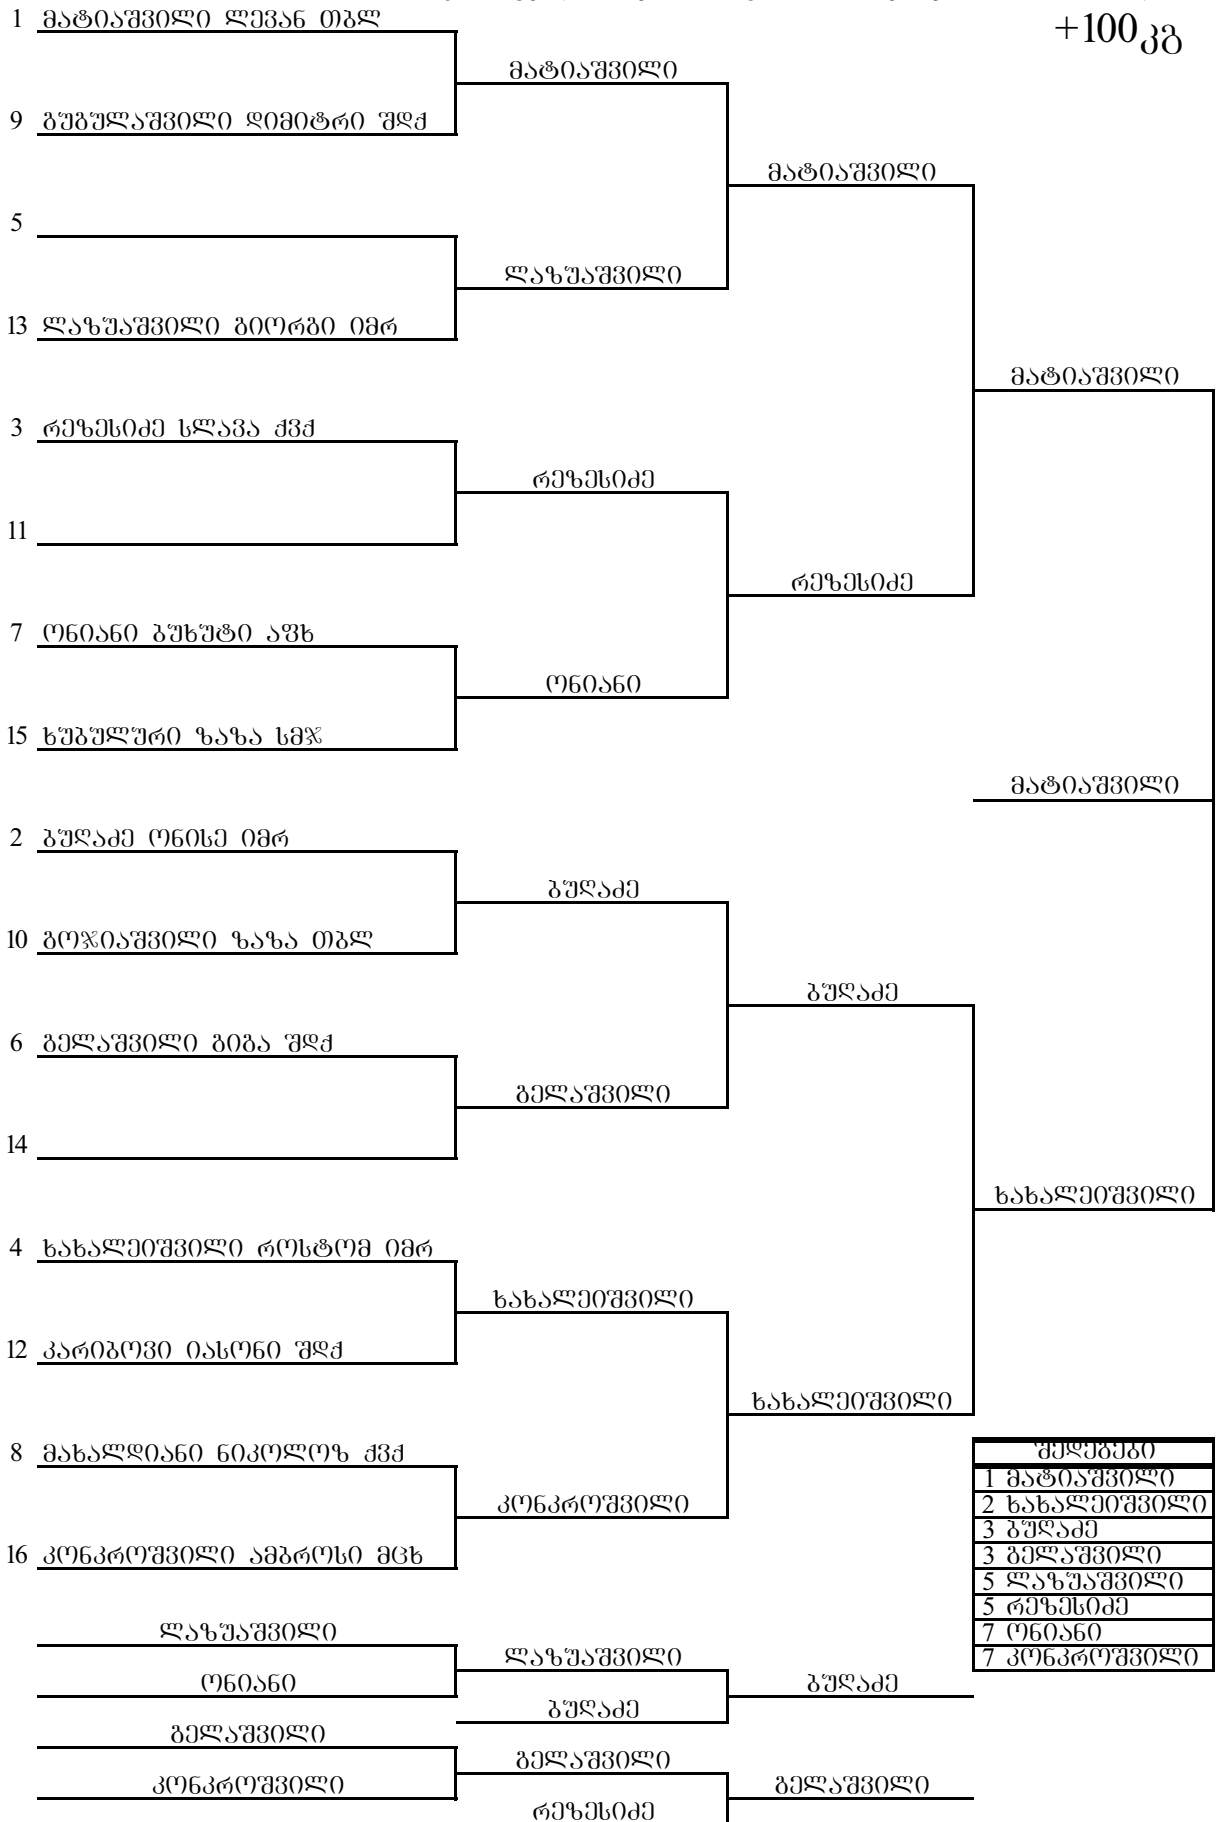 +100კგ
1 მატიაშვილი ლევან თბლ
მატიაშვილი
9 გუგულაშვილი დიმიტრი შდქ
მატიაშვილი
5
ლაზუაშვილი
13 ლაზუაშვილი გიორგი იმრ
მატიაშვილი
3 რეზესიძე სლავა ქვქ
რეზესიძე
11
რეზესიძე
7 ონიანი ბუხუტი აფხ
ონიანი
15 ხუბულური ზაზა სმჯ
მატიაშვილი
2 ბუღაძე ონისე იმრ
ბუღაძე
10 გოჯიაშვილი ზაზა თბლ
ბუღაძე
6 გელაშვილი გიგა შდქ
გელაშვილი
14
ხახალეიშვილი
4 ხახალეიშვილი როსტომ იმრ
ხახალეიშვილი
12 კარიბოვი იასონი შდქ
ხახალეიშვილი
8 მახალდიანი ნიკოლოზ ქვქ
კონკროშვილი
16 კონკროშვილი ამბროსი მცხ
შედეგები
1 მატიაშვილი
2 ხახალეიშვილი
3 ბუღაძე
3 გელაშვილი
5 ლაზუაშვილი
5 რეზესიძე
7 ონიანი
7 კონკროშვილი
ლაზუაშვილი
ლაზუაშვილი
ონიანი
ბუღაძე
ბუღაძე
გელაშვილი
გელაშვილი
კონკროშვილი
გელაშვილი
რეზესიძე